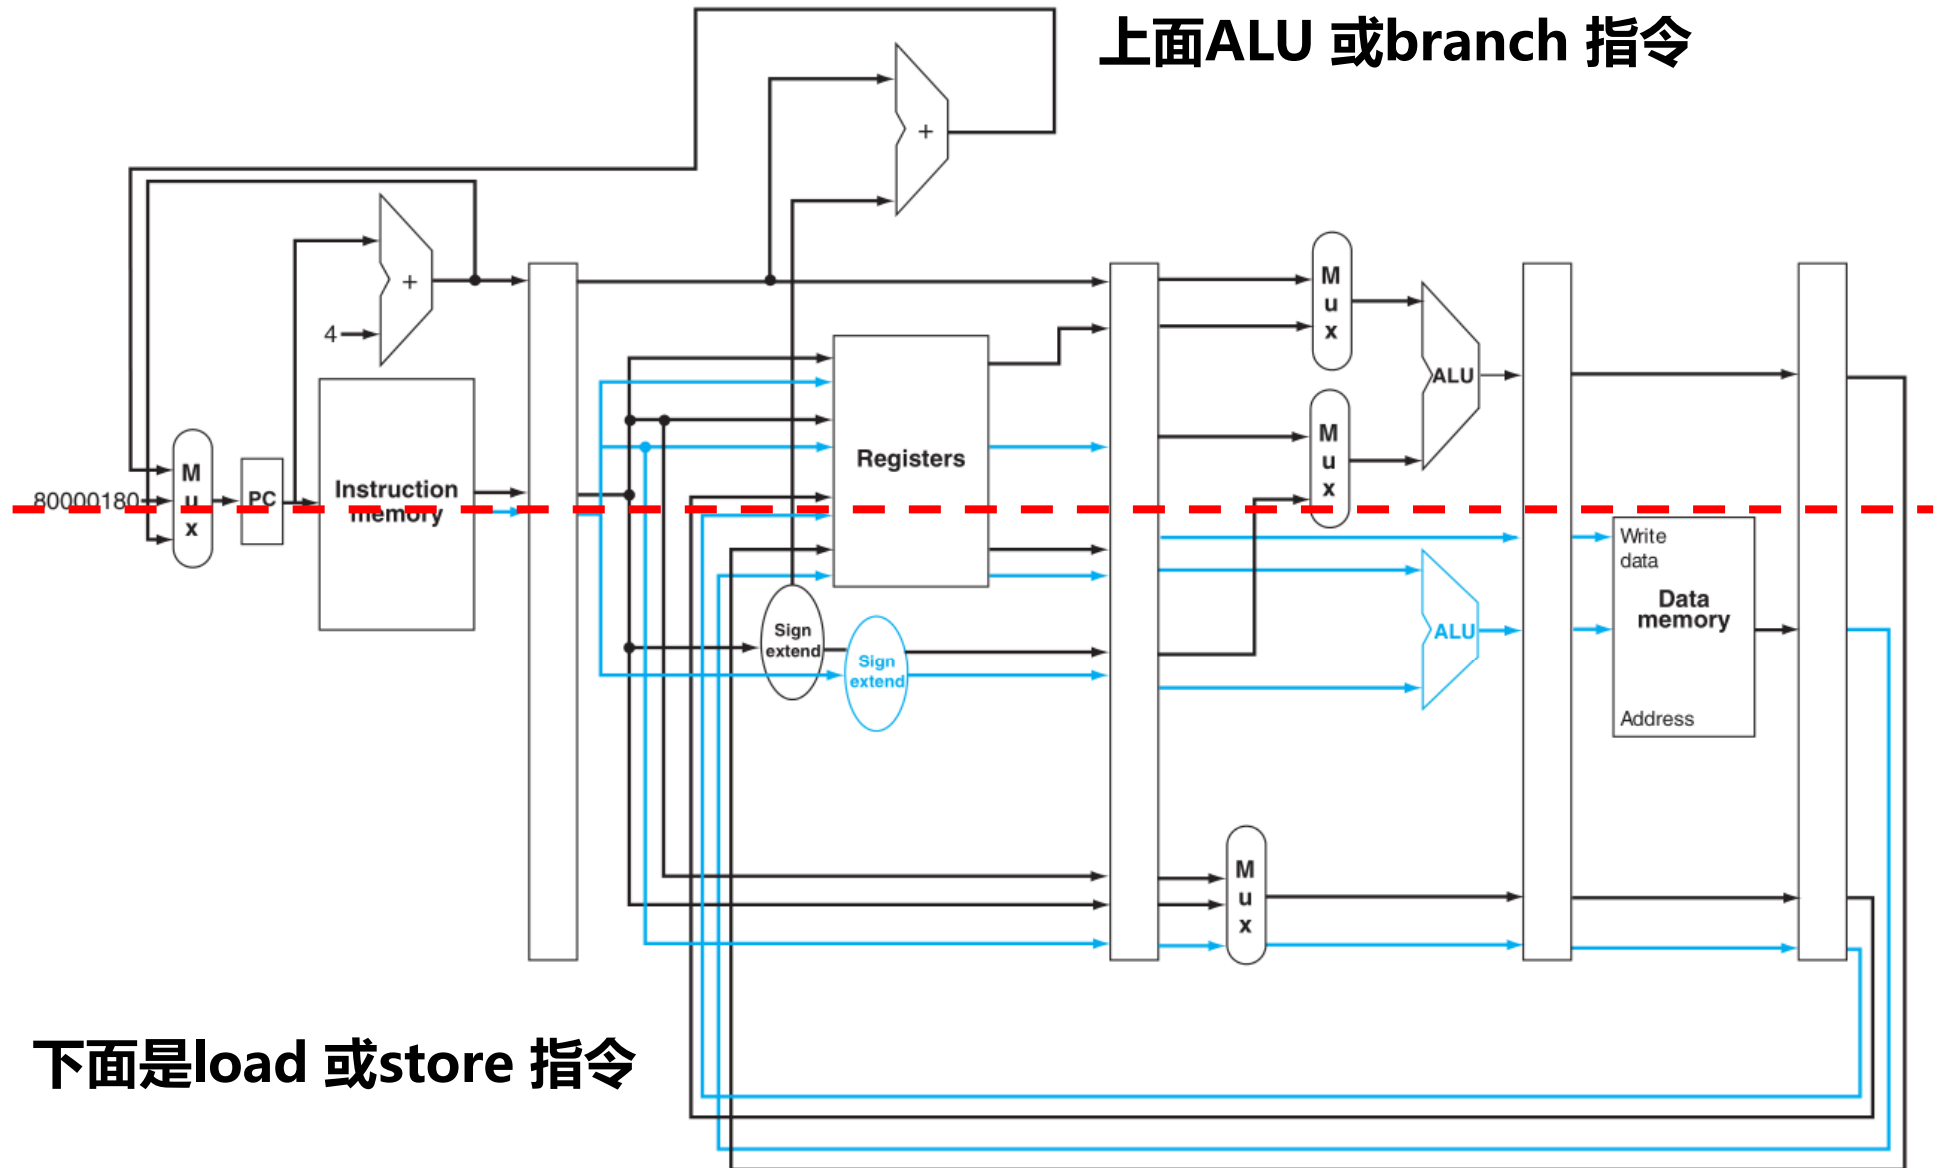 上面ALU 或branch 指令
+
+
4
M
u
x
80000180
PC
Instruction
memory
Registers
Sign
extend
Sign
extend
M
u
x
M
u
x
ALU
ALU
Write
data
Data
memory
Address
M
u
x
下面是load 或store 指令